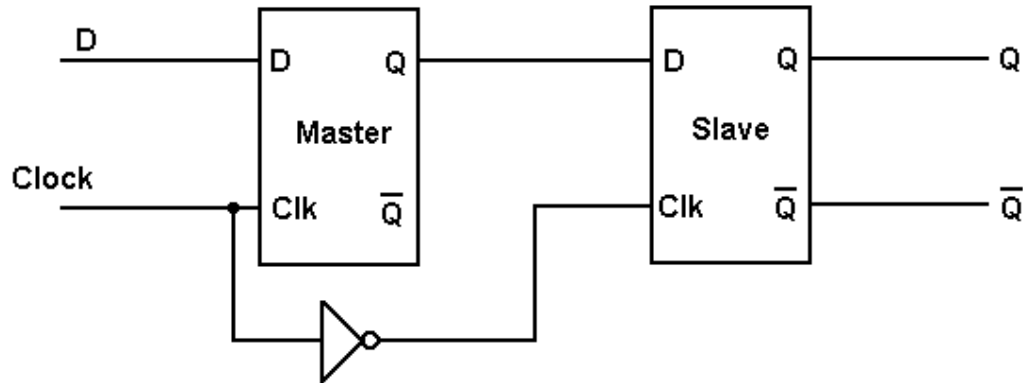 D
D Q
D Q
Q
Master
Slave
Clock
Clk Q̅
Clk Q̅
Q̅